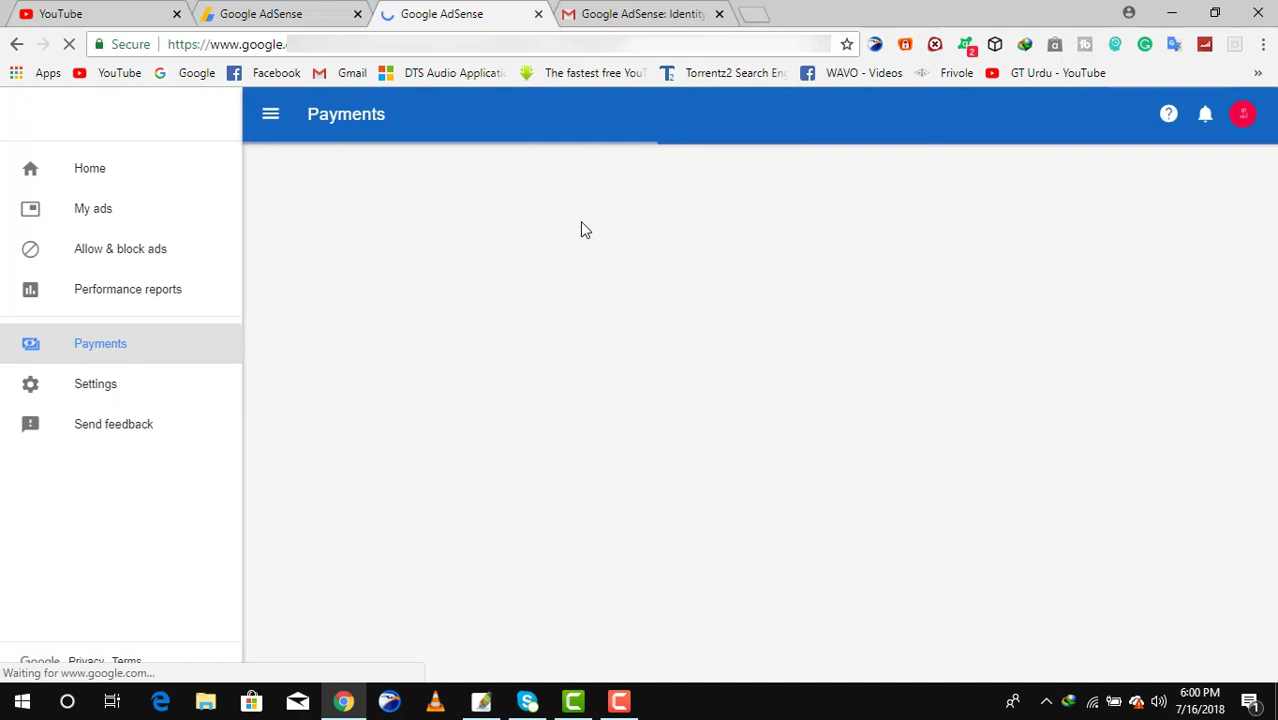 YouTube
Google AdSense
Google AdSense
Google AdSense: Identity
Secure
https://www.google.
2
Apps
YouTube
Google
Facebook
Gmail
DTS Audio Applicati
The fastest free YouT
Torrentz2 Search Eng
WAVO - Videos
Frivole
GT Urdu - YouTube
»
Payments
Home
My ads
Allow & block ads
Performance reports
Payments
Settings
Send feedback
Google Privacy Terms
Waiting for www.google.com...
6:00 PM
7/16/2018
1